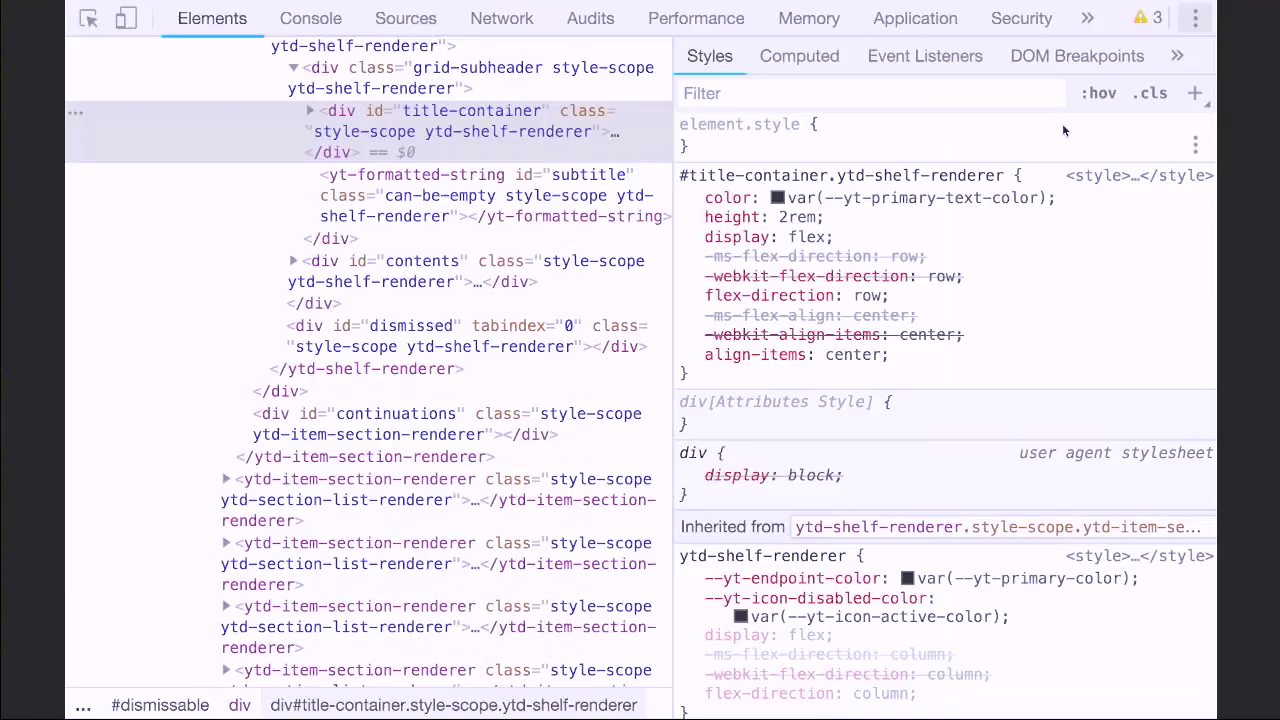 Elements Console Sources Network Audits Performance Memory Application Security » 3
ytd-shelf-renderer">
<div class="grid-subheader style-scope
ytd-shelf-renderer">
… <div id="title-container" class=
"style-scope ytd-shelf-renderer">…
</div> == $0
<yt-formatted-string id="subtitle"
class="can-be-empty style-scope ytd-
shelf-renderer"></yt-formatted-string>
</div>
<div id="contents" class="style-scope
ytd-shelf-renderer">…</div>
</div>
<div id="dismissed" tabindex="0" class=
"style-scope ytd-shelf-renderer"></div>
</ytd-shelf-renderer>
</div>
<div id="continuations" class="style-scope
ytd-item-section-renderer"></div>
</ytd-item-section-renderer>
<ytd-item-section-renderer class="style-scope
ytd-section-list-renderer">…</ytd-item-section-
renderer>
<ytd-item-section-renderer class="style-scope
ytd-section-list-renderer">…</ytd-item-section-
renderer>
<ytd-item-section-renderer class="style-scope
ytd-section-list-renderer">…</ytd-item-section-
renderer>
<ytd-item-section-renderer class="style-scope
… #dismissable div div#title-container.style-scope.ytd-shelf-renderer
Styles Computed Event Listeners DOM Breakpoints »
Filter :hov .cls +
element.style {
}
#title-container.ytd-shelf-renderer { <style>…</style>
color: var(--yt-primary-text-color);
height: 2rem;
display: flex;
-ms-flex-direction: row;
-webkit-flex-direction: row;
flex-direction: row;
-ms-flex-align: center;
-webkit-align-items: center;
align-items: center;
}
div[Attributes Style] {
}
div { user agent stylesheet
display: block;
}
Inherited from ytd-shelf-renderer.style-scope.ytd-item-se…
ytd-shelf-renderer { <style>…</style>
--yt-endpoint-color: var(--yt-primary-color);
--yt-icon-disabled-color:
var(--yt-icon-active-color);
display: flex;
-ms-flex-direction: column;
-webkit-flex-direction: column;
flex-direction: column;
}